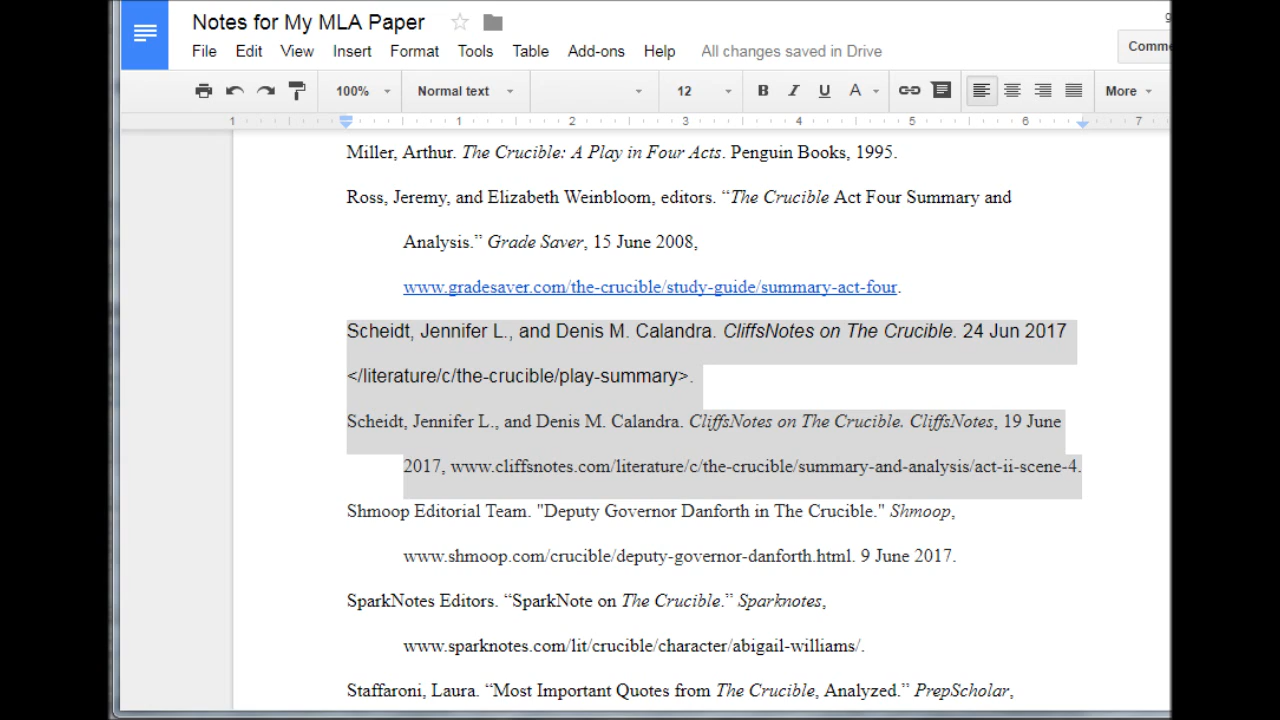 Notes for My MLA Paper
File Edit View Insert Format Tools Table Add-ons Help All changes saved in Drive
100% Normal text 12 B I U A More
1 1 2 3 4 5 6 7
Miller, Arthur. The Crucible: A Play in Four Acts. Penguin Books, 1995.
Ross, Jeremy, and Elizabeth Weinbloom, editors. “The Crucible Act Four Summary and
Analysis.” Grade Saver, 15 June 2008,
www.gradesaver.com/the-crucible/study-guide/summary-act-four.
Scheidt, Jennifer L., and Denis M. Calandra. CliffsNotes on The Crucible. 24 Jun 2017
</literature/c/the-crucible/play-summary>.
Scheidt, Jennifer L., and Denis M. Calandra. CliffsNotes on The Crucible. CliffsNotes, 19 June
2017, www.cliffsnotes.com/literature/c/the-crucible/summary-and-analysis/act-ii-scene-4.
Shmoop Editorial Team. "Deputy Governor Danforth in The Crucible." Shmoop,
www.shmoop.com/crucible/deputy-governor-danforth.html. 9 June 2017.
SparkNotes Editors. “SparkNote on The Crucible.” Sparknotes,
www.sparknotes.com/lit/crucible/character/abigail-williams/.
Staffaroni, Laura. “Most Important Quotes from The Crucible, Analyzed.” PrepScholar,